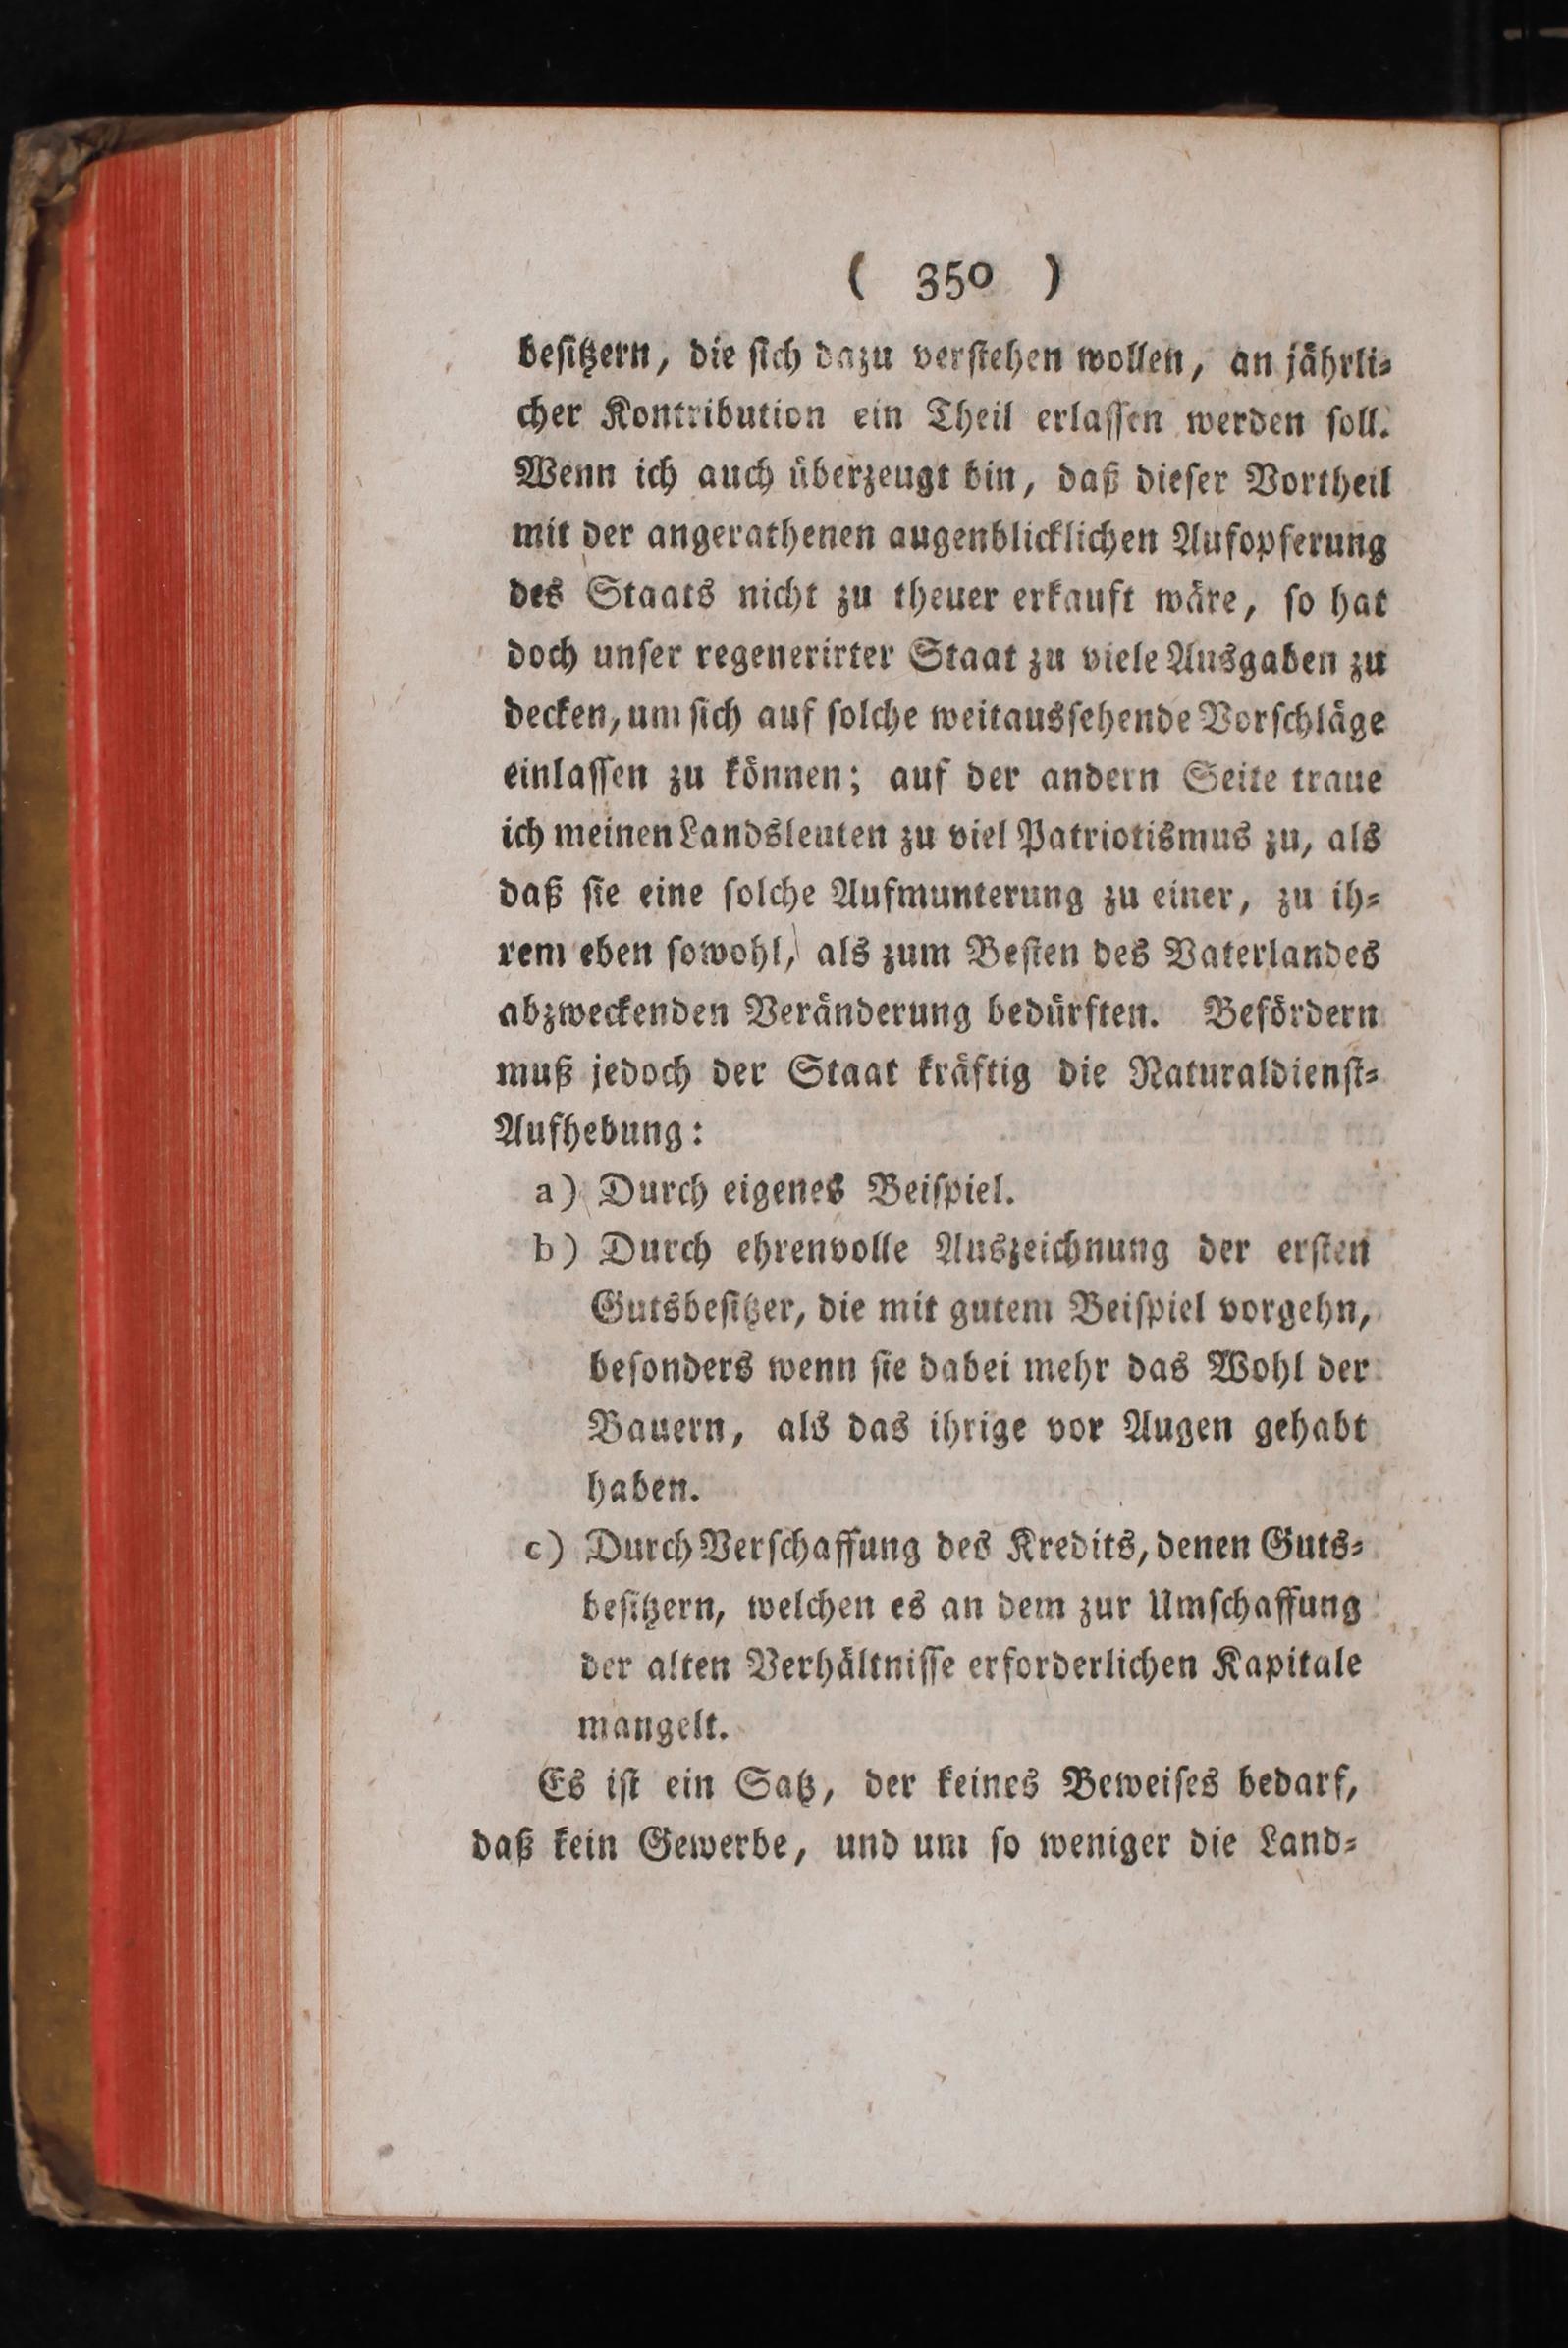 ( 350 )
beſitzern, die ſich dazu verſtehen wollen, an jährli⸗
cher Kontribution ein Theil erlaſſen werden ſoll.
Wenn ich auch überzeugt bin, daß dieſer Vortheil
mit der angerathenen augenblicklichen Aufopferung
des Staats nicht zu theuer erkauft wäre, ſo hat
doch unſer regenerirter Staat zu viele Ausgaben zu
decken, um ſich auf ſolche weitausſehende Vorſchläge
einlaſſen zu können; auf der andern Seite traue
ich meinen Landsleuten zu viel Patriotismus zu, als
daß ſie eine ſolche Aufmunterung zu einer, zu ih⸗
rem eben ſowohl, als zum Beſten des Vaterlandes
abzweckenden Veränderung bedürften. Befördern
muß jedoch der Staat kräftig die Naturaldienſt⸗
Aufhebung:
a) Durch eigenes Beiſpiel.
b) Durch ehrenvolle Auszeichnung der erſten
Gutsbeſitzer, die mit gutem Beiſpiel vorgehn,
beſonders wenn ſie dabei mehr das Wohl der
Bauern, als das ihrige vor Augen gehabt
haben.
c) Durch Verſchaffung des Kredits, denen Guts⸗
beſitzern, welchen es an dem zur Umſchaffung
der alten Verhältniſſe erforderlichen Kapitale
mangelt.
Es iſt ein Satz, der keines Beweiſes bedarf,
daß kein Gewerbe, und um ſo weniger die Land⸗